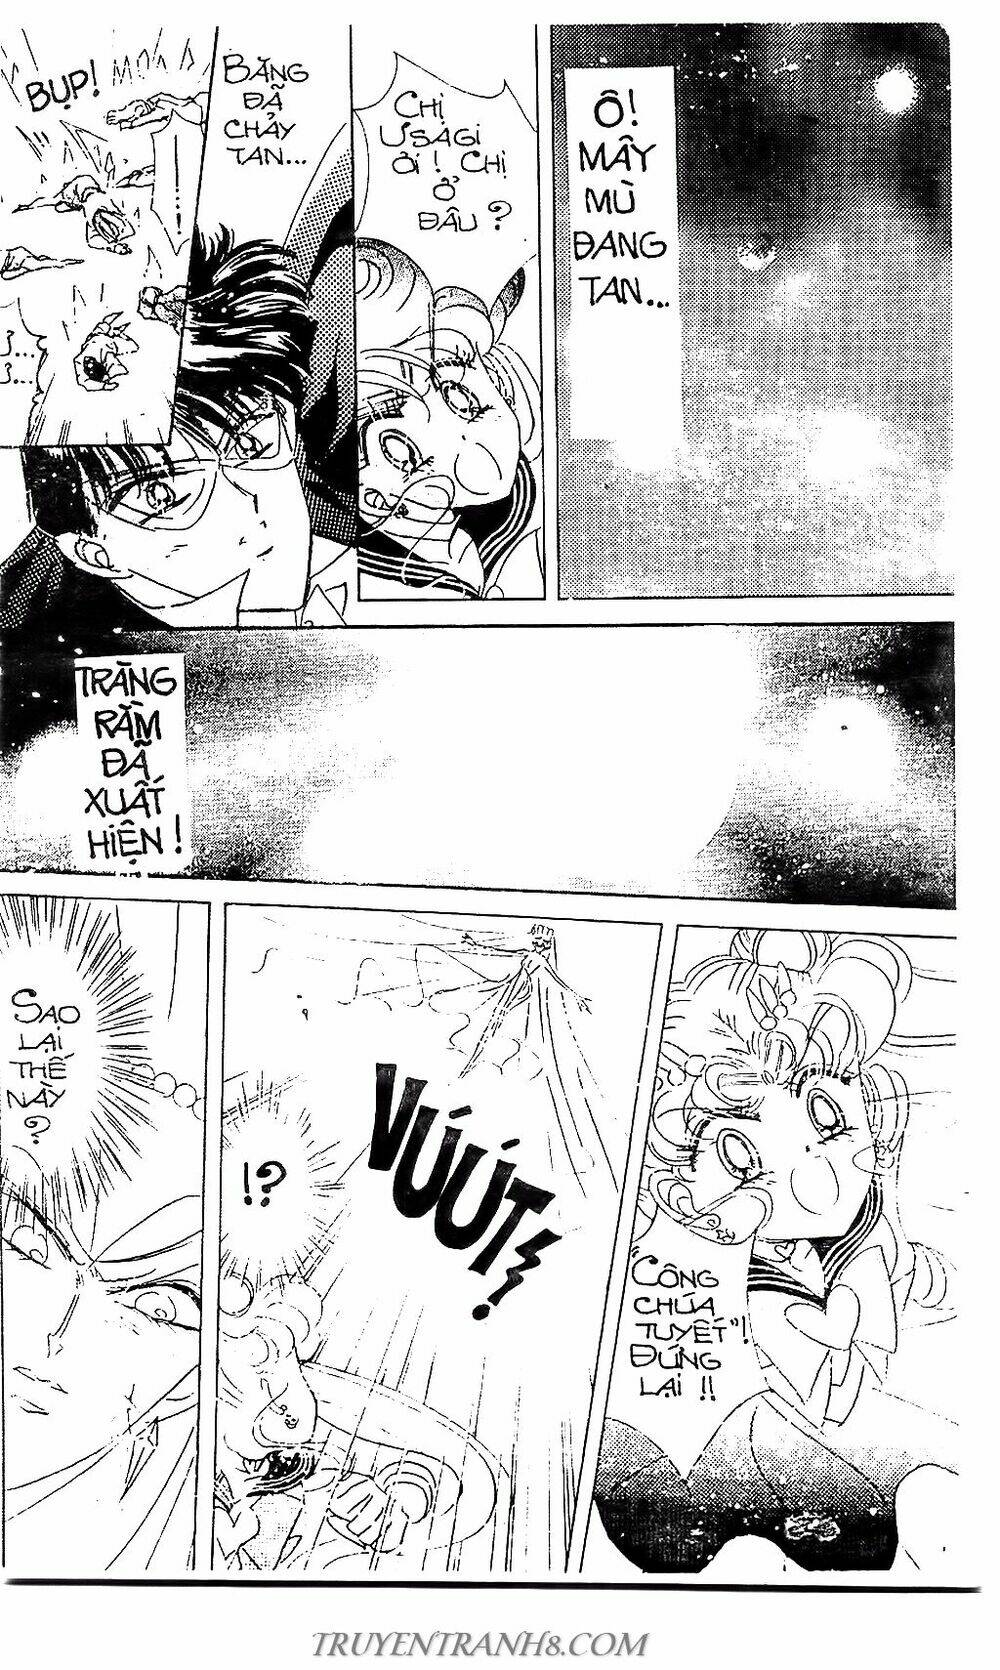 Ô!
MÂY
MÙ
ĐANG
TAN...
CHỊ
USAGI
ÔI! CHỊ
Ở
ĐÂU?
BĂNG
ĐÃ
CHẢY
TAN...
BỤP!
TRĂNG
RẰM
ĐÃ
XUẤT
HIỆN!
"CÔNG
CHÚA
TUYẾT"!
ĐỨNG
LẠI!!
VÚÚT!
!?
SAO
LẠI
THẾ
NÀY
?
TRUYENTRANH8.COM